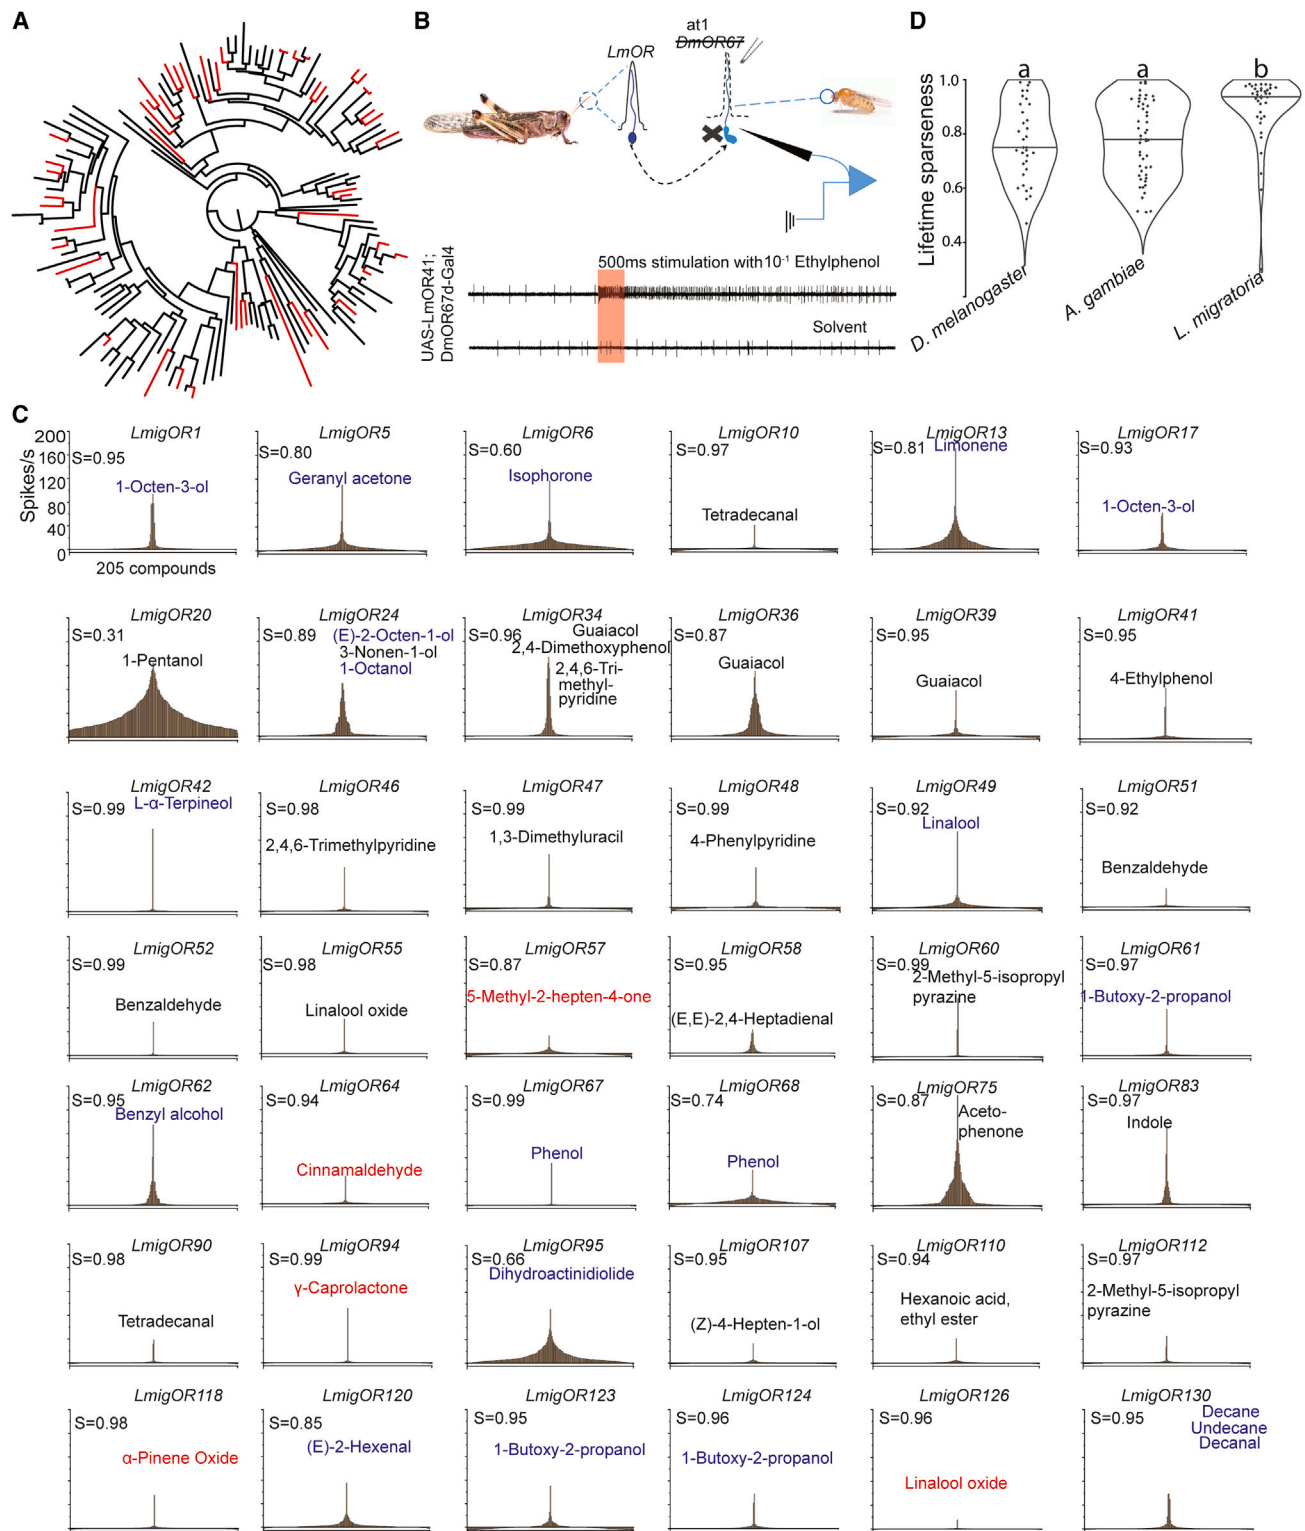 A
B
LmOR
at1
DmOR67
UAS-LmOR41;
DmOR67d-Gal4
500ms stimulation with10⁻¹ Ethylphenol
Solvent
D
Lifetime sparseness
1.0
0.8
0.6
0.4
a
a
b
D. melanogaster
A. gambiae
L. migratoria
C
Spikes/s
200
160
120
80
40
0
LmigOR1
S=0.95
1-Octen-3-ol
205 compounds
LmigOR5
S=0.80
Geranyl acetone
LmigOR6
S=0.60
Isophorone
LmigOR10
S=0.97
Tetradecanal
LmigOR13
S=0.81
Limonene
LmigOR17
S=0.93
1-Octen-3-ol
LmigOR20
S=0.31
1-Pentanol
LmigOR24
S=0.89
(E)-2-Octen-1-ol
3-Nonen-1-ol
1-Octanol
LmigOR34
S=0.96
Guaiacol
2,4-Dimethoxyphenol
2,4,6-Tri-
methyl-
pyridine
LmigOR36
S=0.87
Guaiacol
LmigOR39
S=0.95
Guaiacol
LmigOR41
S=0.95
4-Ethylphenol
LmigOR42
S=0.99
L-α-Terpineol
LmigOR46
S=0.98
2,4,6-Trimethylpyridine
LmigOR47
S=0.99
1,3-Dimethyluracil
LmigOR48
S=0.99
4-Phenylpyridine
LmigOR49
S=0.92
Linalool
LmigOR51
S=0.92
Benzaldehyde
LmigOR52
S=0.99
Benzaldehyde
LmigOR55
S=0.98
Linalool oxide
LmigOR57
S=0.87
5-Methyl-2-hepten-4-one
LmigOR58
S=0.95
(E,E)-2,4-Heptadienal
LmigOR60
S=0.99
2-Methyl-5-isopropyl
pyrazine
LmigOR61
S=0.97
1-Butoxy-2-propanol
LmigOR62
S=0.95
Benzyl alcohol
LmigOR64
S=0.94
Cinnamaldehyde
LmigOR67
S=0.99
Phenol
LmigOR68
S=0.74
Phenol
LmigOR75
S=0.87
Aceto-
phenone
LmigOR83
S=0.97
Indole
LmigOR90
S=0.98
Tetradecanal
LmigOR94
S=0.99
γ-Caprolactone
LmigOR95
S=0.66
Dihydroactinidiolide
LmigOR107
S=0.95
(Z)-4-Hepten-1-ol
LmigOR110
S=0.94
Hexanoic acid,
ethyl ester
LmigOR112
S=0.97
2-Methyl-5-isopropyl
pyrazine
LmigOR118
S=0.98
α-Pinene Oxide
LmigOR120
S=0.85
(E)-2-Hexenal
LmigOR123
S=0.95
1-Butoxy-2-propanol
LmigOR124
S=0.96
1-Butoxy-2-propanol
LmigOR126
S=0.96
Linalool oxide
LmigOR130
S=0.95
Decane
Undecane
Decanal